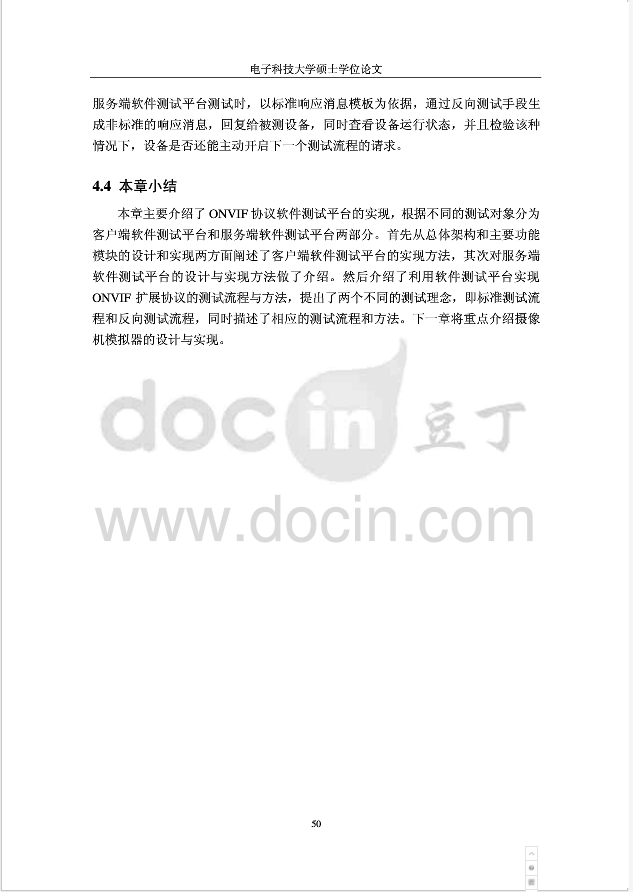 电子科技大学硕士学位论文
服务端软件测试平台测试时，以标准响应消息模板为依据，通过反向测试手段生
成非标准的响应消息，回复给被测设备，同时查看设备运行状态，并且检验该种
情况下，设备是否还能主动开启下一个测试流程的请求。
4.4 本章小结
本章主要介绍了 ONVIF 协议软件测试平台的实现，根据不同的测试对象分为
客户端软件测试平台和服务端软件测试平台两部分。首先从总体架构和主要功能
模块的设计和实现两方面阐述了客户端软件测试平台的实现方法，其次对服务端
软件测试平台的设计与实现方法做了介绍。然后介绍了利用软件测试平台实现
ONVIF 扩展协议的测试流程与方法，提出了两个不同的测试理念，即标准测试流
程和反向测试流程，同时描述了相应的测试流程和方法。下一章将重点介绍摄像
机模拟器的设计与实现。
docin 豆丁
www.docin.com
50